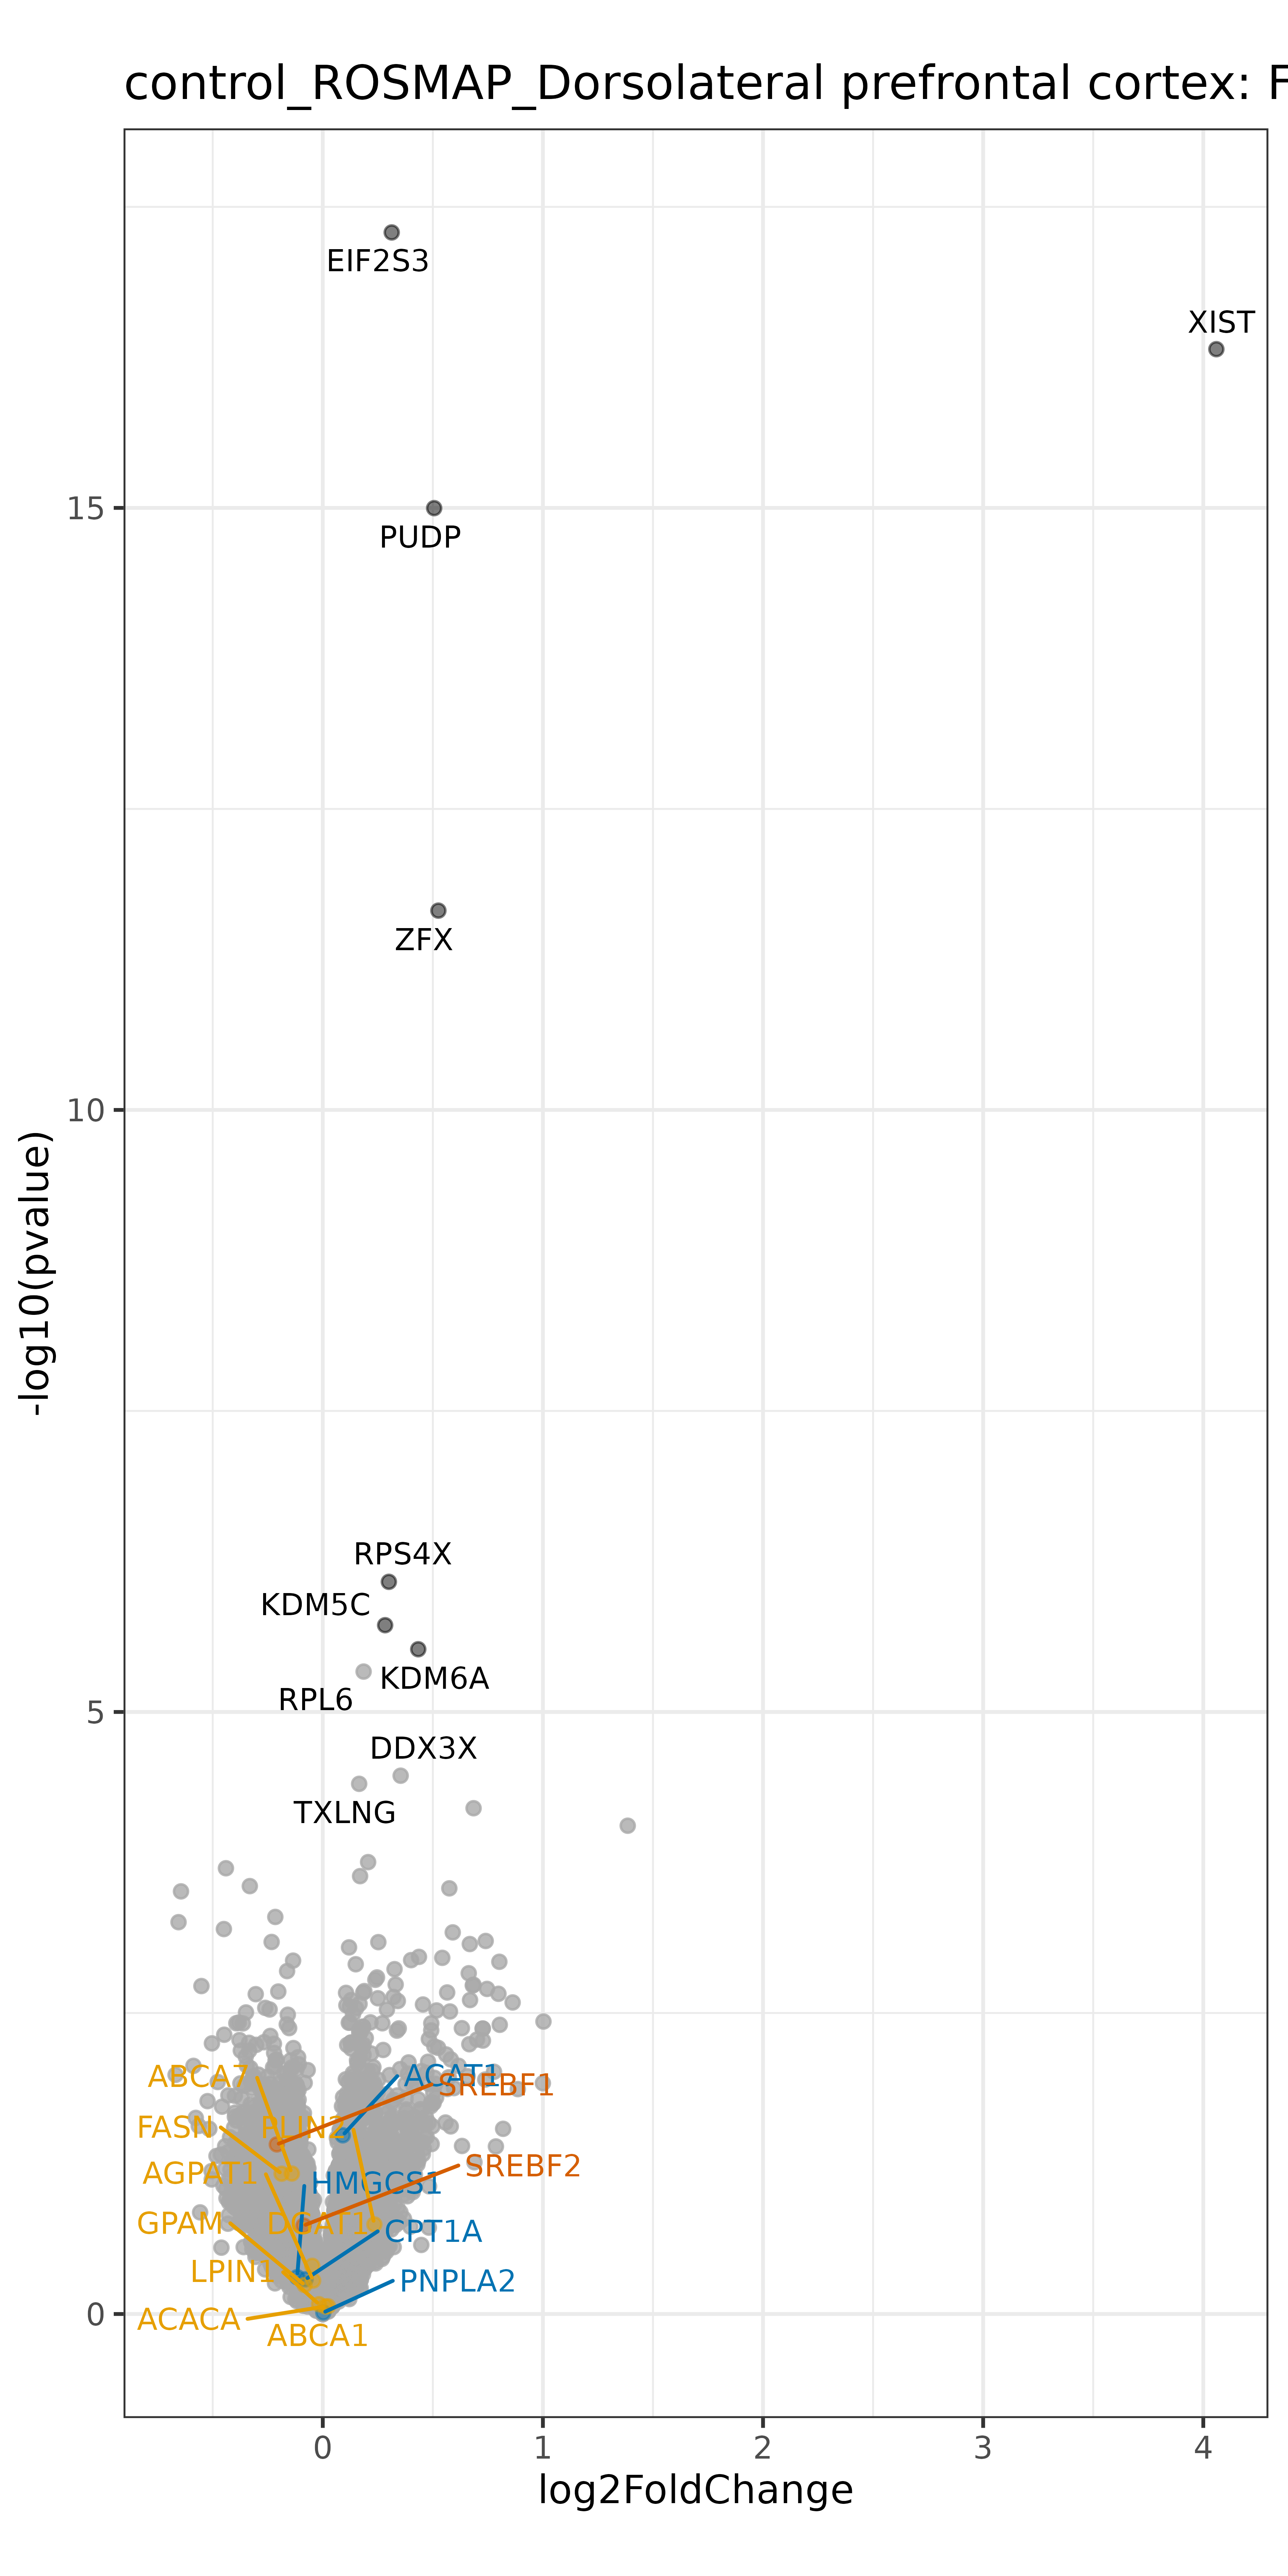 control_ROSMAP_Dorsolateral prefrontal cortex: F
EIF2S3
XIST
15
PUDP
ZFX
10
-log10(pvalue)
RPS4X
KDM5C
KDM6A
RPL6
5
DDX3X
TXLNG
ABCA7
ACAT1
SREBF1
FASN
PLIN2
AGPAT1
SREBF2
HMGCS1
GPAM
DGAT1
CPT1A
LPIN1
PNPLA2
0
ACACA
ABCA1
0 1 2 3 4
log2FoldChange